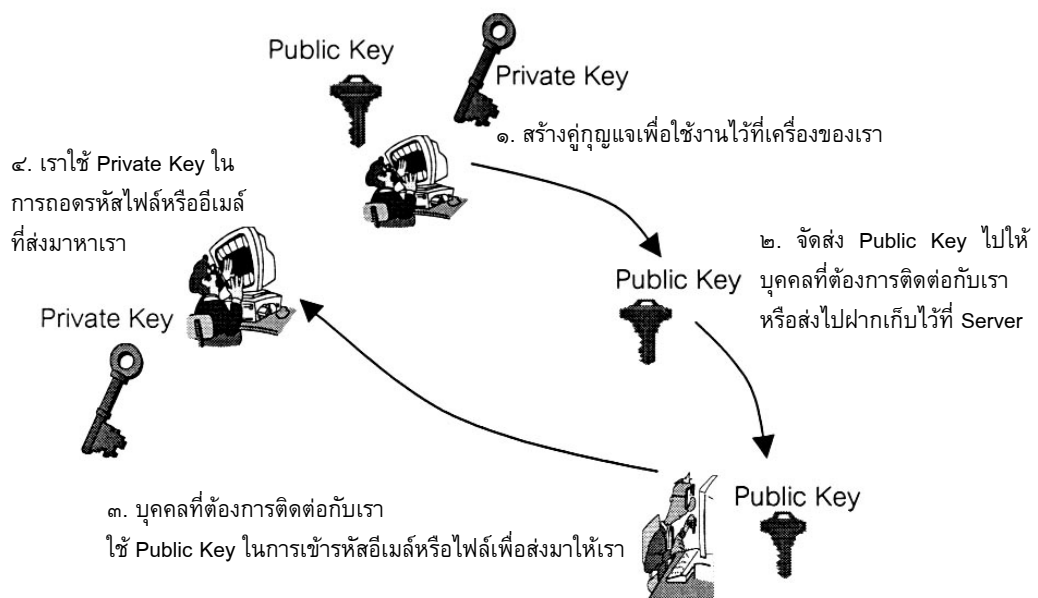 Public Key
Private Key
๑. สร้างคู่กุญแจเพื่อใช้งานไว้ที่เครื่องของเรา
๔. เราใช้ Private Key ใน
การถอดรหัสไฟล์หรืออีเมล์
ที่ส่งมาหาเรา
Private Key
Public Key
๒. จัดส่ง Public Key ไปให้
บุคคลที่ต้องการติดต่อกับเรา
หรือส่งไปฝากเก็บไว้ที่ Server
๓. บุคคลที่ต้องการติดต่อกับเรา
ใช้ Public Key ในการเข้ารหัสอีเมล์หรือไฟล์เพื่อส่งมาให้เรา
Public Key